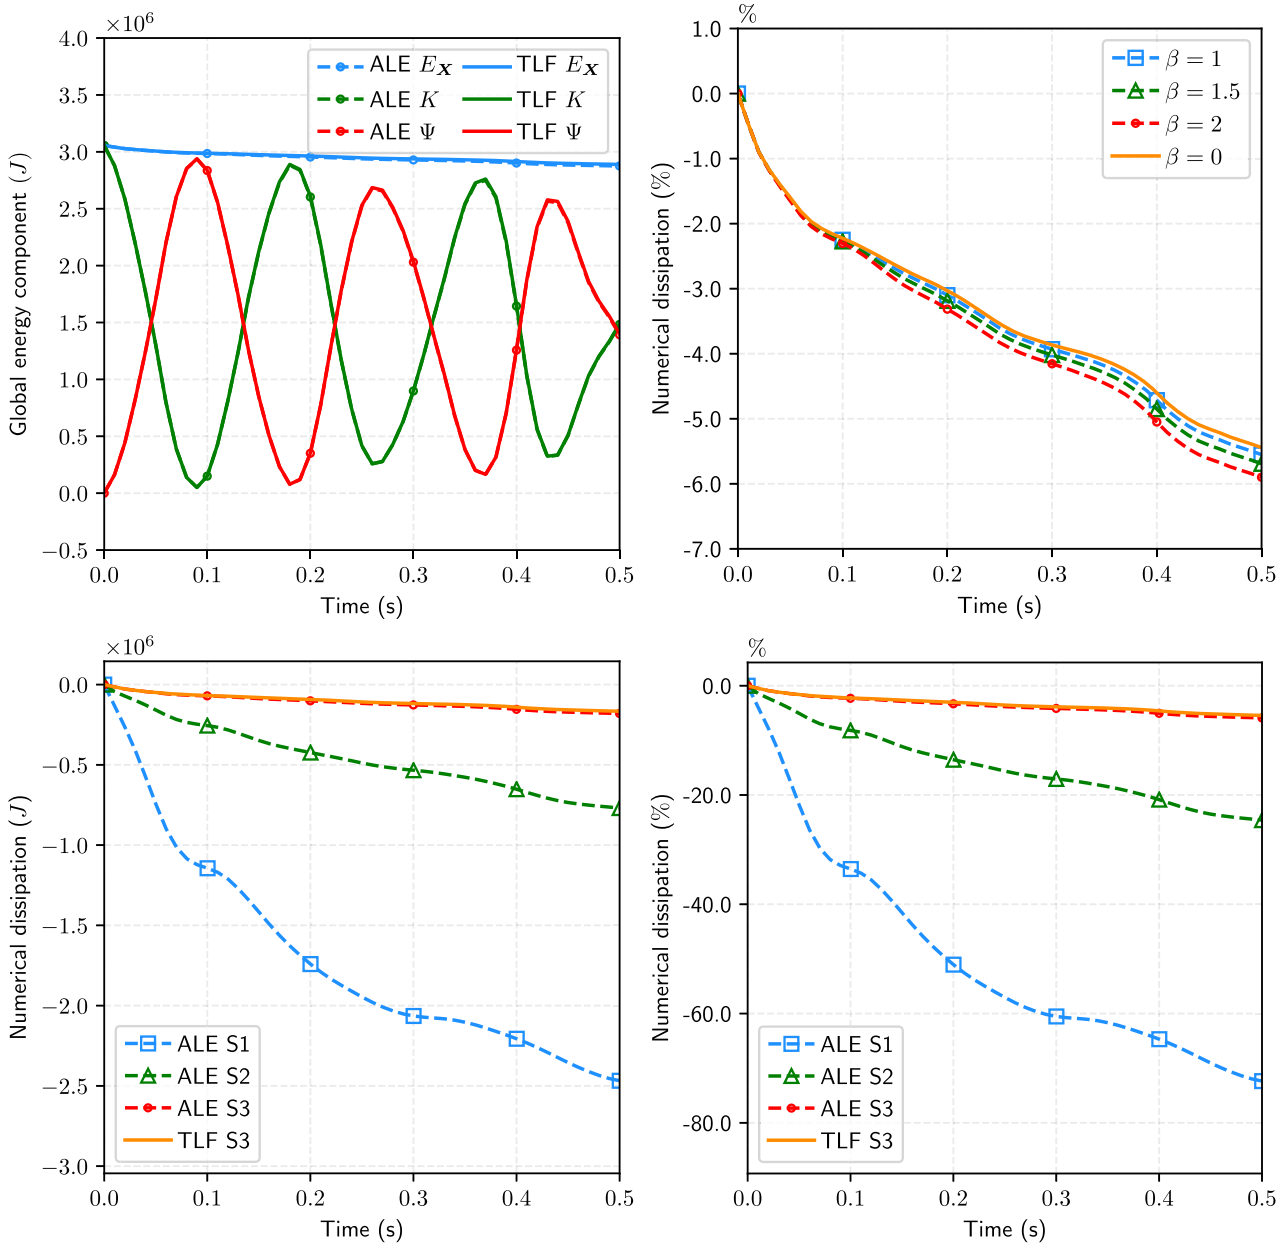 ×10⁶
Global energy component (J)
4.0
3.5
3.0
2.5
2.0
1.5
1.0
0.5
0.0
−0.5
ALE E_X
TLF E_X
ALE K
TLF K
ALE Ψ
TLF Ψ
0.0 0.1 0.2 0.3 0.4 0.5
Time (s)
%
Numerical dissipation (%)
1.0
0.0
-1.0
-2.0
-3.0
-4.0
-5.0
-6.0
-7.0
β = 1
β = 1.5
β = 2
β = 0
0.0 0.1 0.2 0.3 0.4 0.5
Time (s)
×10⁶
Numerical dissipation (J)
0.0
−0.5
−1.0
−1.5
−2.0
−2.5
−3.0
ALE S1
ALE S2
ALE S3
TLF S3
0.0 0.1 0.2 0.3 0.4 0.5
Time (s)
%
Numerical dissipation (%)
0.0
-20.0
-40.0
-60.0
-80.0
ALE S1
ALE S2
ALE S3
TLF S3
0.0 0.1 0.2 0.3 0.4 0.5
Time (s)